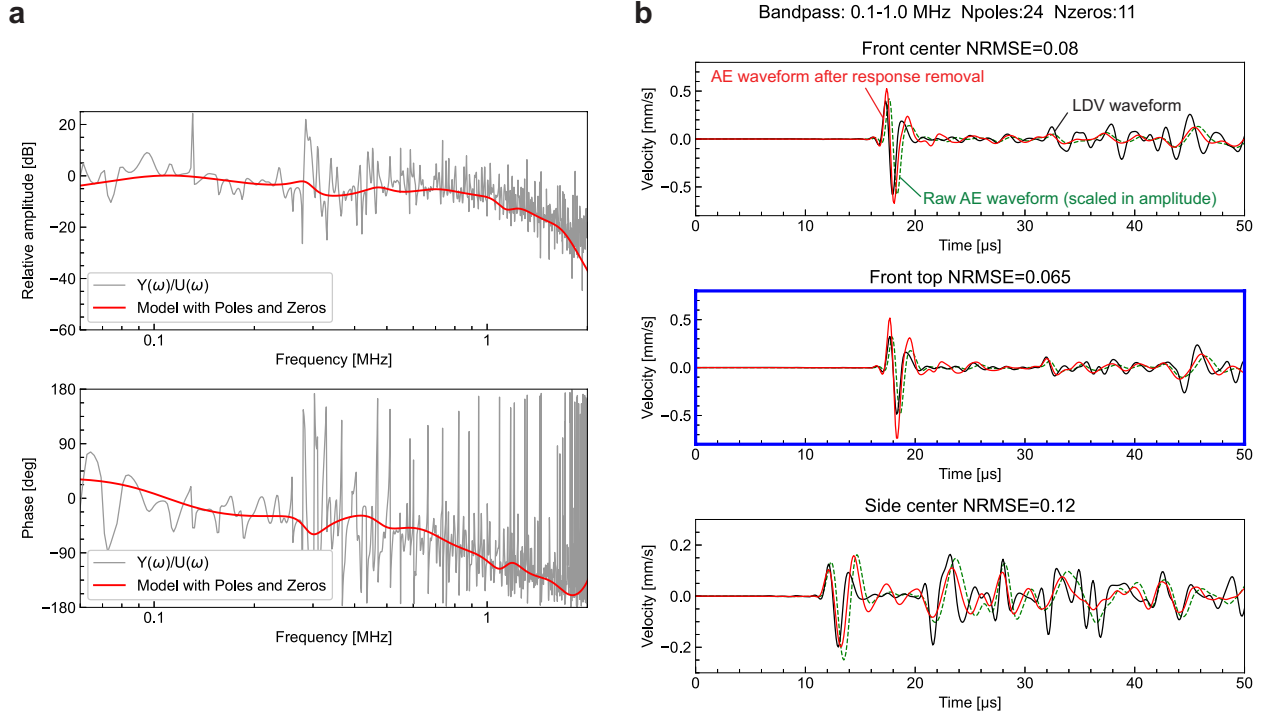 a
20
0
−20
−40
−60
Relative amplitude [dB]
Y(ω)/U(ω)
Model with Poles and Zeros
0.1
1
Frequency [MHz]
180
90
0
−90
−180
Phase [deg]
Y(ω)/U(ω)
Model with Poles and Zeros
0.1
1
Frequency [MHz]
b
Bandpass: 0.1-1.0 MHz Npoles:24 Nzeros:11
Front center NRMSE=0.08
AE waveform after response removal
LDV waveform
Raw AE waveform (scaled in amplitude)
0.5
0.0
−0.5
Velocity [mm/s]
0 10 20 30 40 50
Time [μs]
Front top NRMSE=0.065
0.5
0.0
−0.5
Velocity [mm/s]
0 10 20 30 40 50
Time [μs]
Side center NRMSE=0.12
0.2
0.0
−0.2
Velocity [mm/s]
0 10 20 30 40 50
Time [μs]